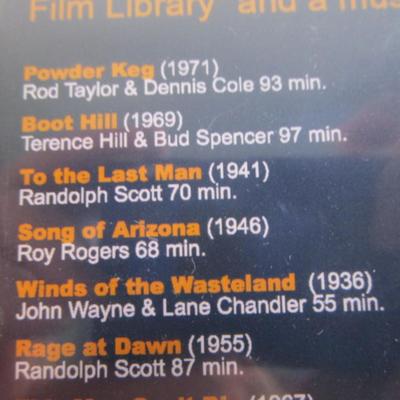 Film Library and a mus
Powder Keg (1971)
Rod Taylor & Dennis Cole 93 min.
Boot Hill (1969)
Terence Hill & Bud Spencer 97 min.
To the Last Man (1941)
Randolph Scott 70 min.
Song of Arizona (1946)
Roy Rogers 68 min.
Winds of the Wasteland (1936)
John Wayne & Lane Chandler 55 min.
Rage at Dawn (1955)
Randolph Scott 87 min.